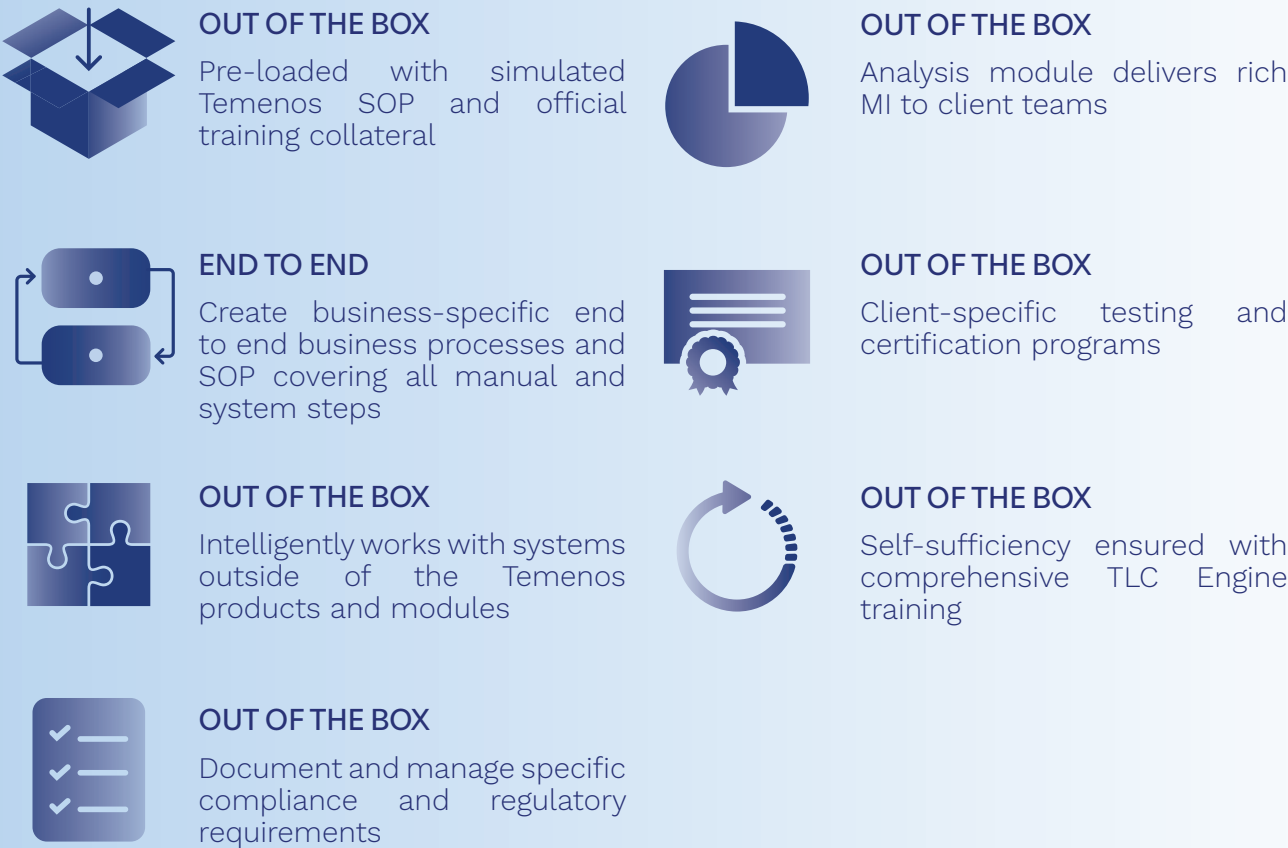 OUT OF THE BOX
Pre-loaded with simulated
Temenos SOP and official
training collateral
END TO END
Create business-specific end
to end business processes and
SOP covering all manual and
system steps
OUT OF THE BOX
Intelligently works with systems
outside of the Temenos
products and modules
OUT OF THE BOX
Document and manage specific
compliance and regulatory
requirements
OUT OF THE BOX
Analysis module delivers rich
MI to client teams
OUT OF THE BOX
Client-specific testing and
certification programs
OUT OF THE BOX
Self-sufficiency ensured with
comprehensive TLC Engine
training